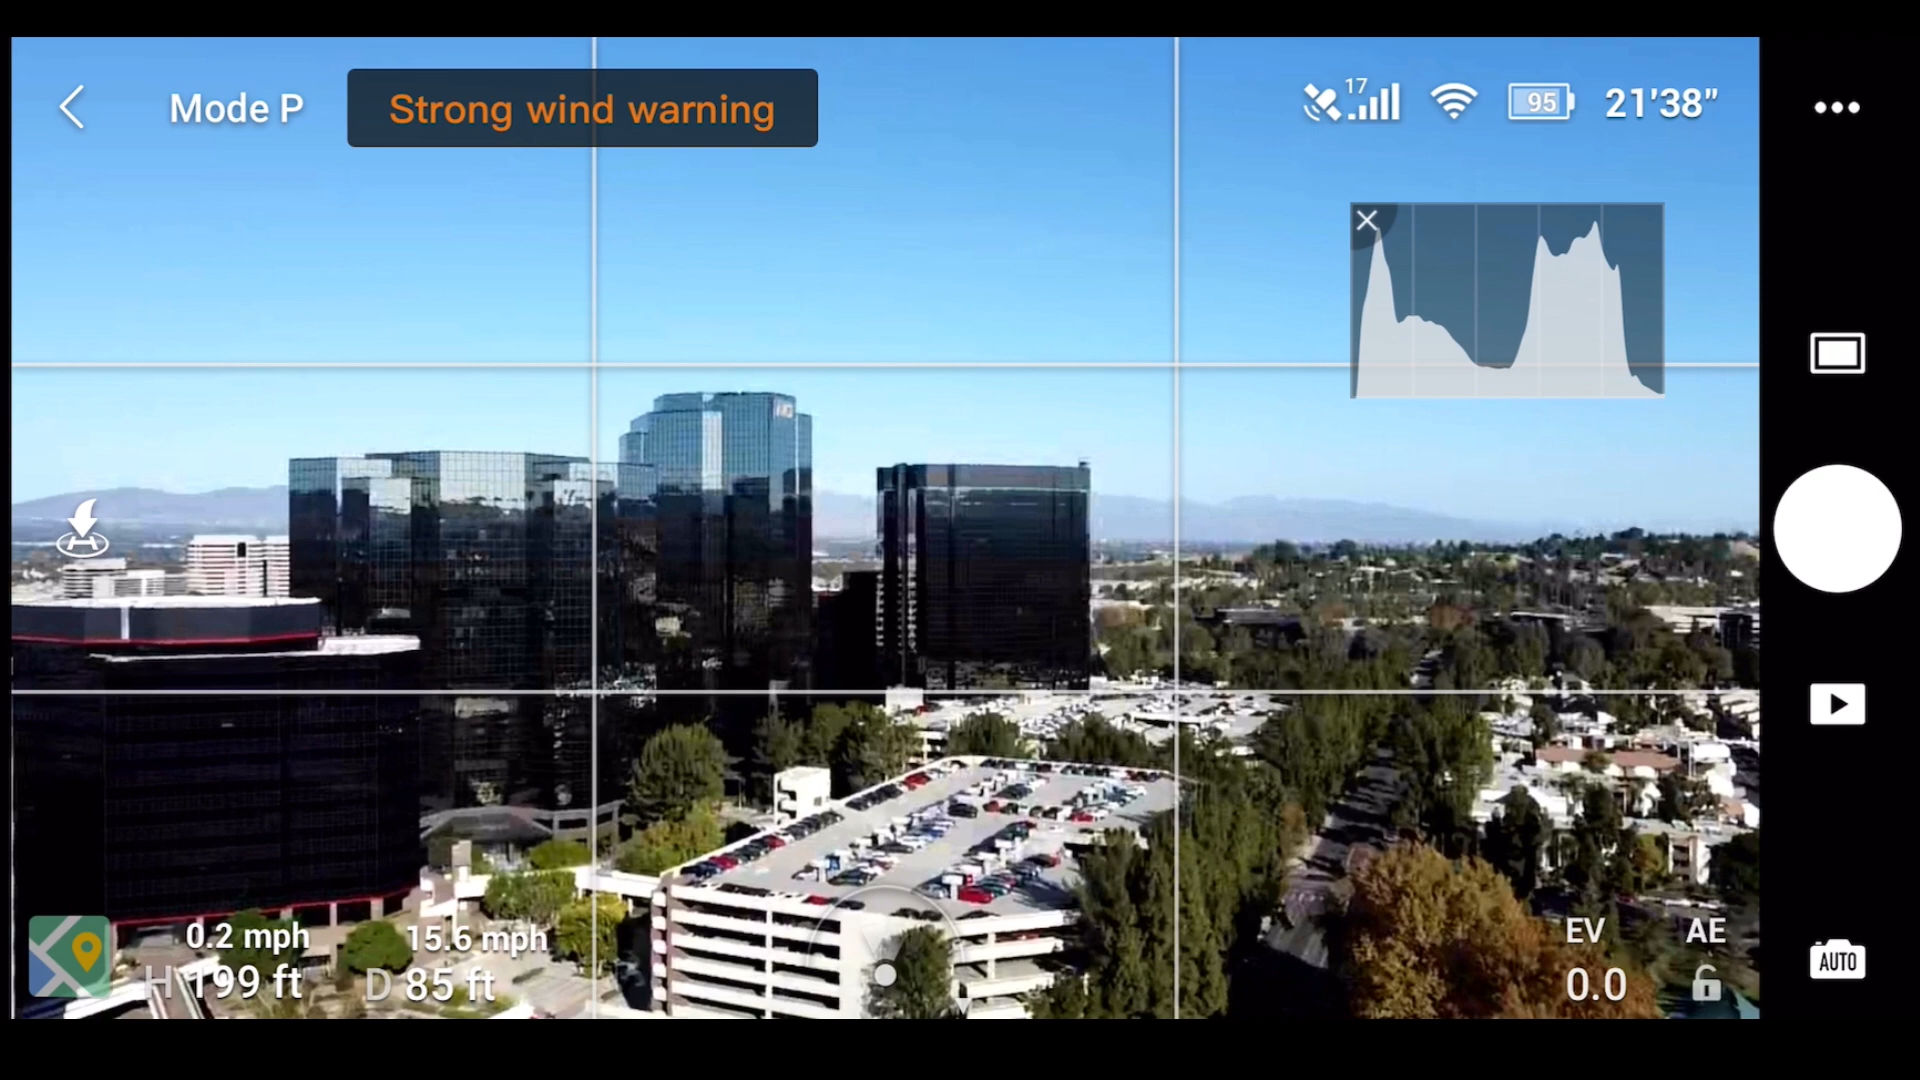 Mode P
Strong wind warning
17
95
21'38”
0.2 mph
15.6 mph
H 199 ft
D 85 ft
EV
0.0
AE
AUTO